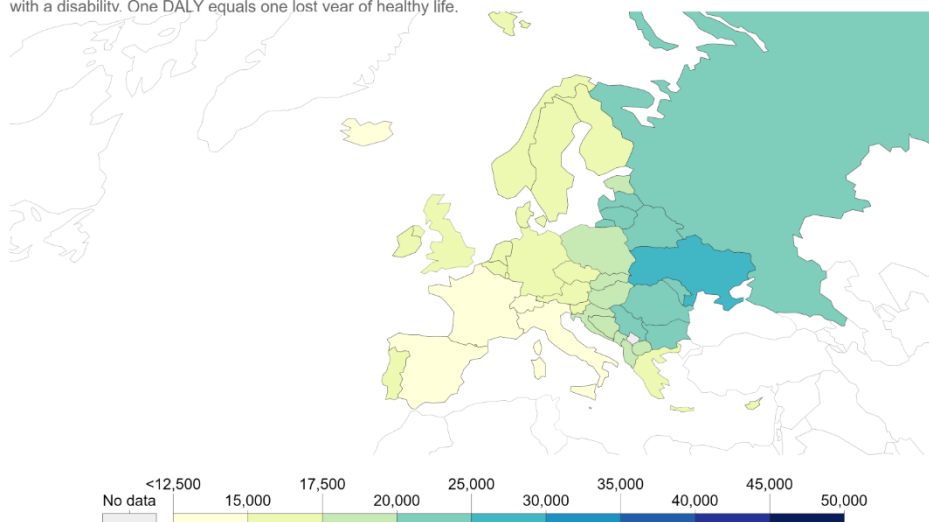 with a disability. One DALY equals one lost year of healthy life.
<12,500 17,500 25,000 35,000 45,000
No data 15,000 20,000 30,000 40,000 50,000